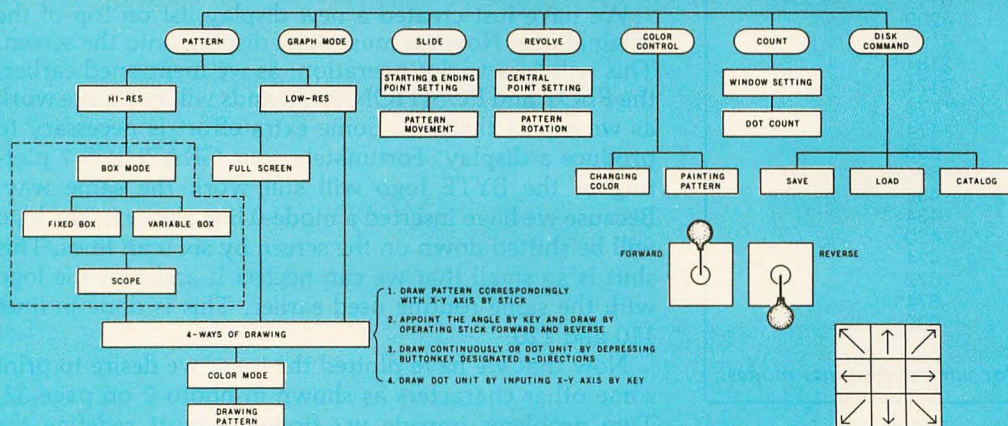 PATTERN
GRAPH MODE
SLIDE
REVOLVE
COLOR
CONTROL
COUNT
DISK
COMMAND
HI-RES
LOW-RES
STARTING & ENDING
POINT SETTING
CENTRAL
POINT SETTING
WINDOW SETTING
PATTERN
MOVEMENT
PATTERN
ROTATION
DOT COUNT
BOX MODE
FULL SCREEN
CHANGING
COLOR
PAINTING
PATTERN
SAVE
LOAD
CATALOG
FIXED BOX
VARIABLE BOX
FORWARD
REVERSE
SCOPE
4-WAYS OF DRAWING
1. DRAW PATTERN CORRESPONDINGLY
WITH X-Y AXIS BY STICK
2. APPOINT THE ANGLE BY KEY AND DRAW BY
OPERATING STICK FORWARD AND REVERSE
3. DRAW CONTINUOUSLY OR DOT UNIT BY DEPRESSING
BUTTONKEY DESIGNATED 8-DIRECTIONS
4. DRAW DOT UNIT BY INPUTING X-Y AXIS BY KEY
COLOR MODE
DRAWING
PATTERN